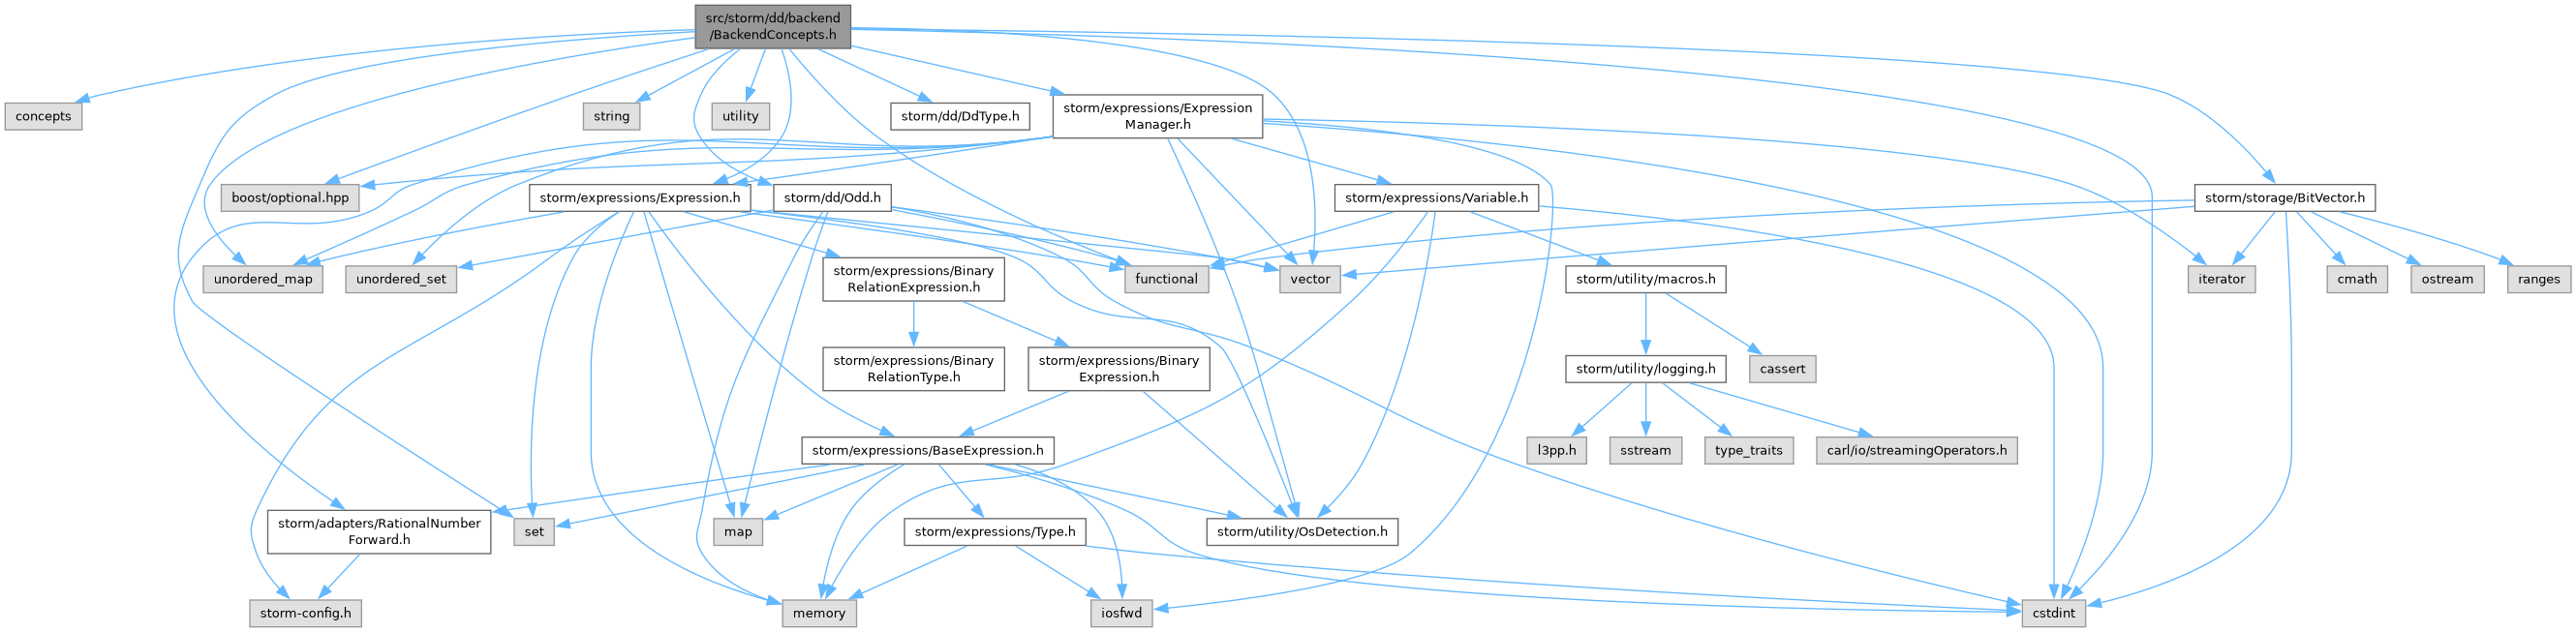 src/storm/dd/backend
/BackendConcepts.h
concepts
string
utility
storm/dd/DdType.h
storm/expressions/Expression
Manager.h
boost/optional.hpp
storm/expressions/Expression.h
storm/dd/Odd.h
storm/expressions/Variable.h
storm/storage/BitVector.h
unordered_map
unordered_set
storm/expressions/Binary
RelationExpression.h
functional
vector
storm/utility/macros.h
iterator
cmath
ostream
ranges
storm/expressions/Binary
RelationType.h
storm/expressions/Binary
Expression.h
storm/utility/logging.h
cassert
storm/expressions/BaseExpression.h
l3pp.h
sstream
type_traits
carl/io/streamingOperators.h
storm/adapters/RationalNumber
Forward.h
set
map
storm/expressions/Type.h
storm/utility/OsDetection.h
storm-config.h
memory
iosfwd
cstdint